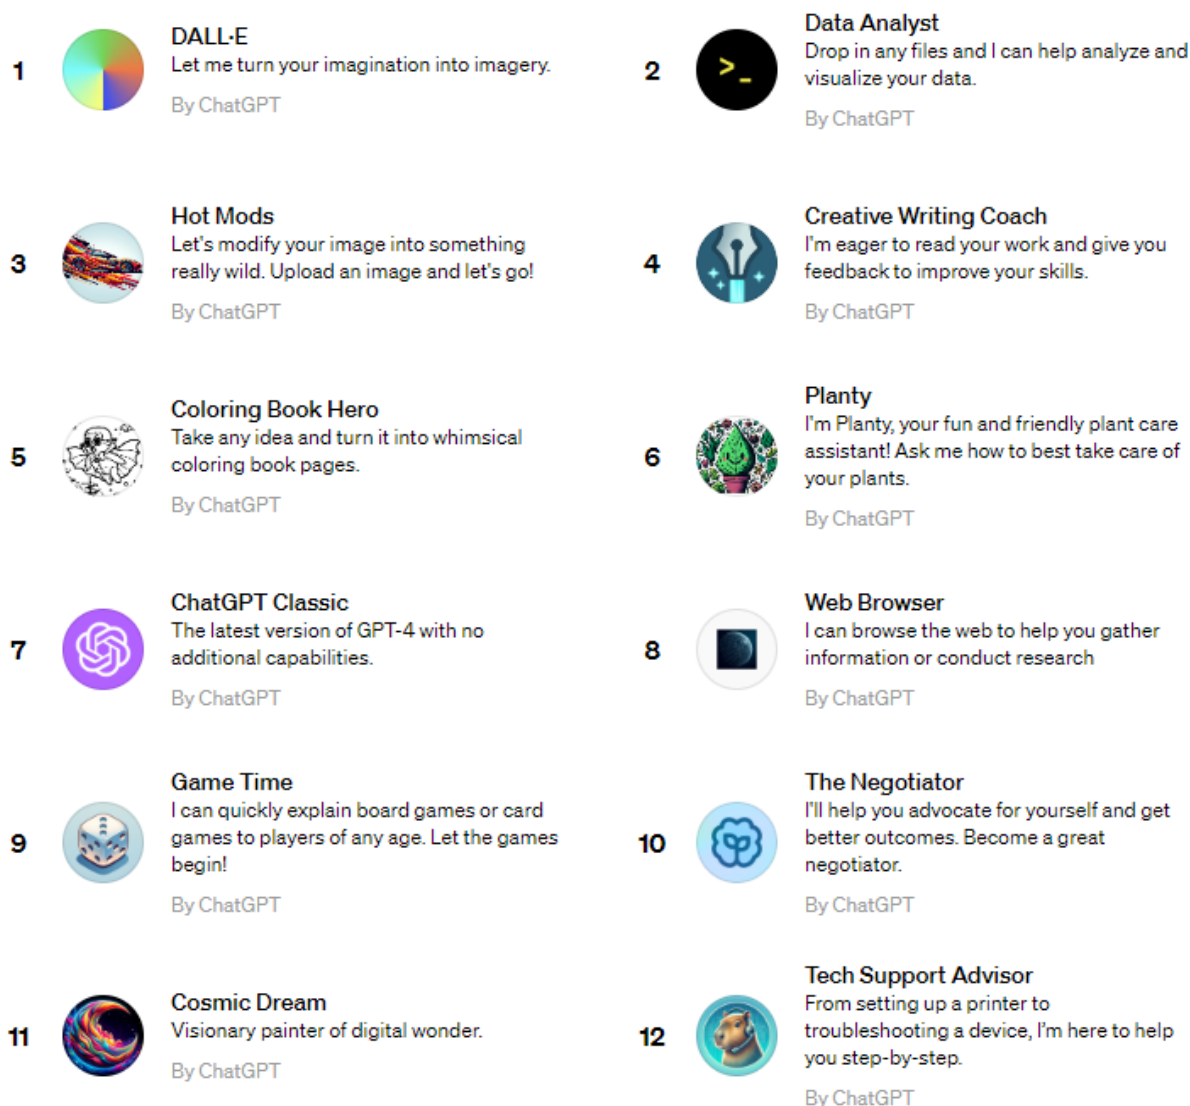 1
DALL·E
Let me turn your imagination into imagery.
By ChatGPT
2
Data Analyst
Drop in any files and I can help analyze and
visualize your data.
By ChatGPT
3
Hot Mods
Let's modify your image into something
really wild. Upload an image and let's go!
By ChatGPT
4
Creative Writing Coach
I'm eager to read your work and give you
feedback to improve your skills.
By ChatGPT
5
Coloring Book Hero
Take any idea and turn it into whimsical
coloring book pages.
By ChatGPT
6
Planty
I'm Planty, your fun and friendly plant care
assistant! Ask me how to best take care of
your plants.
By ChatGPT
7
ChatGPT Classic
The latest version of GPT-4 with no
additional capabilities.
By ChatGPT
8
Web Browser
I can browse the web to help you gather
information or conduct research
By ChatGPT
9
Game Time
I can quickly explain board games or card
games to players of any age. Let the games
begin!
By ChatGPT
10
The Negotiator
I'll help you advocate for yourself and get
better outcomes. Become a great
negotiator.
By ChatGPT
11
Cosmic Dream
Visionary painter of digital wonder.
By ChatGPT
12
Tech Support Advisor
From setting up a printer to
troubleshooting a device, I'm here to help
you step-by-step.
By ChatGPT